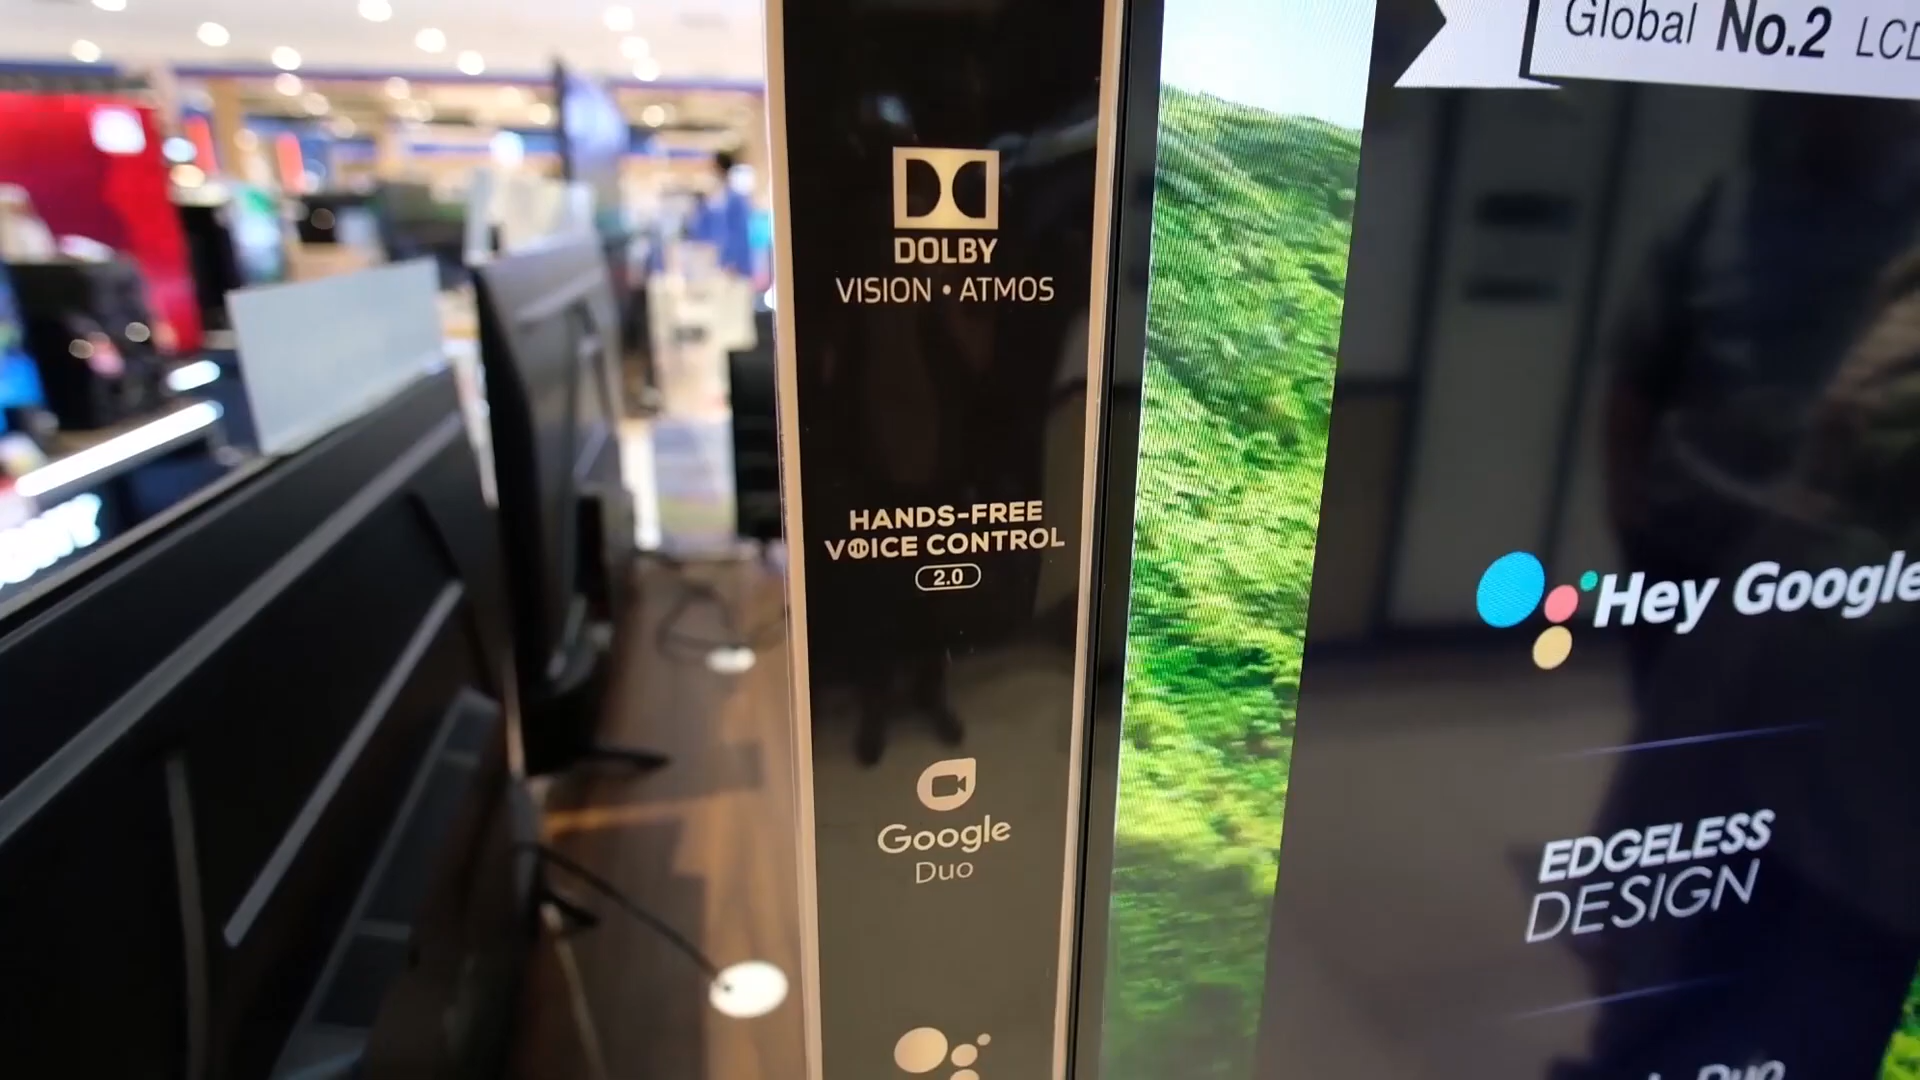 DOLBY
VISION • ATMOS
HANDS-FREE
VOICE CONTROL
2.0
Google
Duo
Global No.2 LCD
Hey Google
EDGELESS
DESIGN
Duo